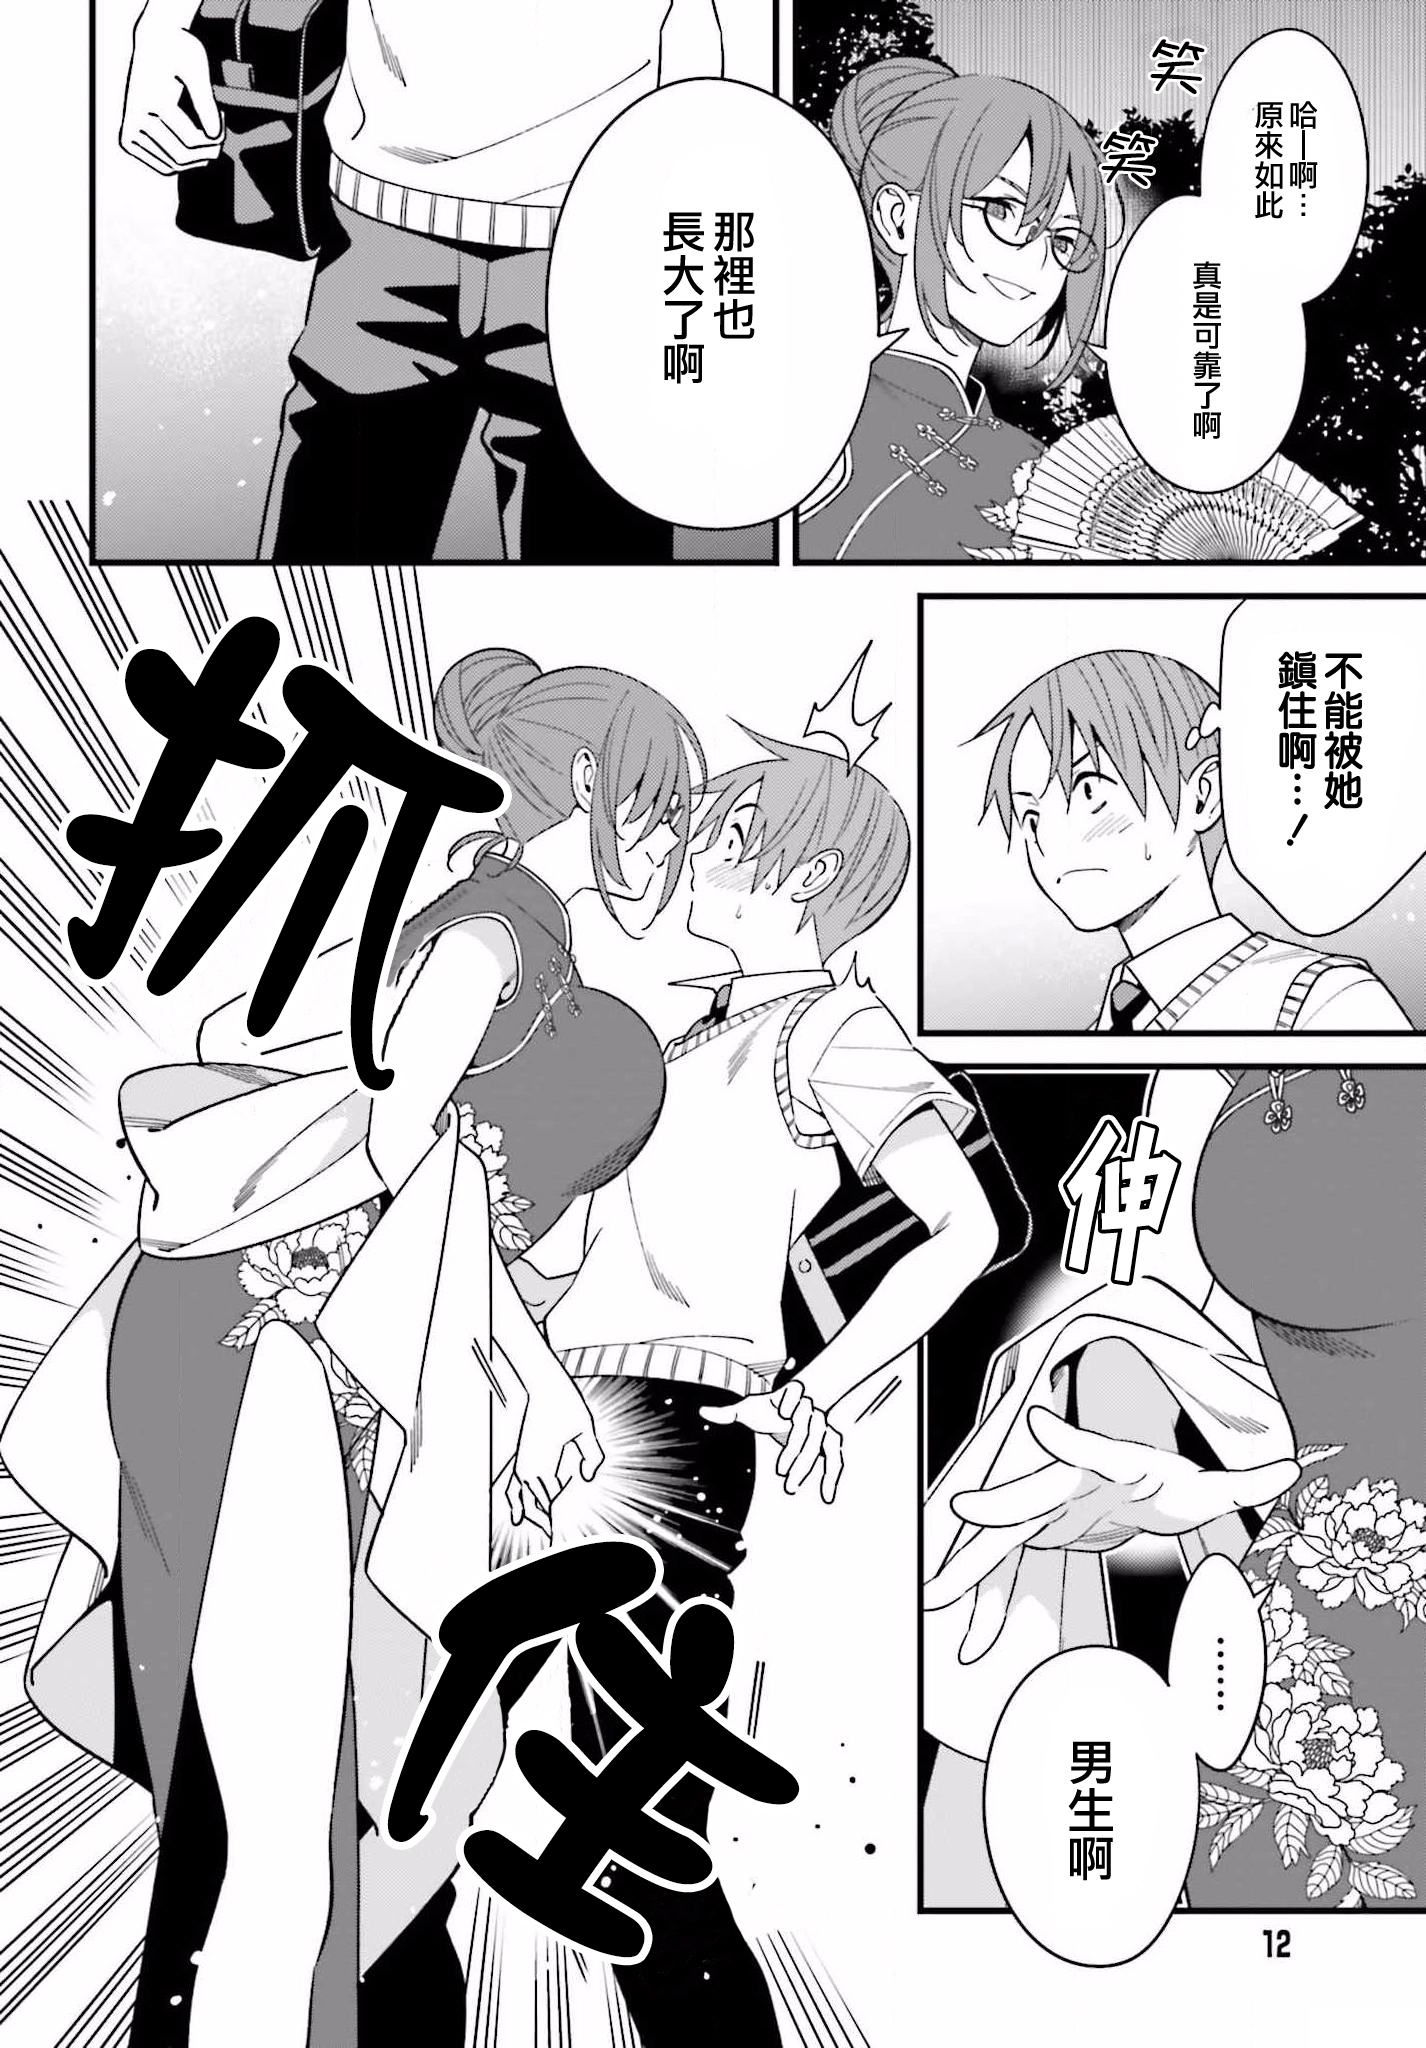 哈—啊…
原來如此
真是可靠了啊
笑
笑
那裡也
長大了啊
不能被她
鎭住啊…！
伸
……
男生啊
抓
住
12